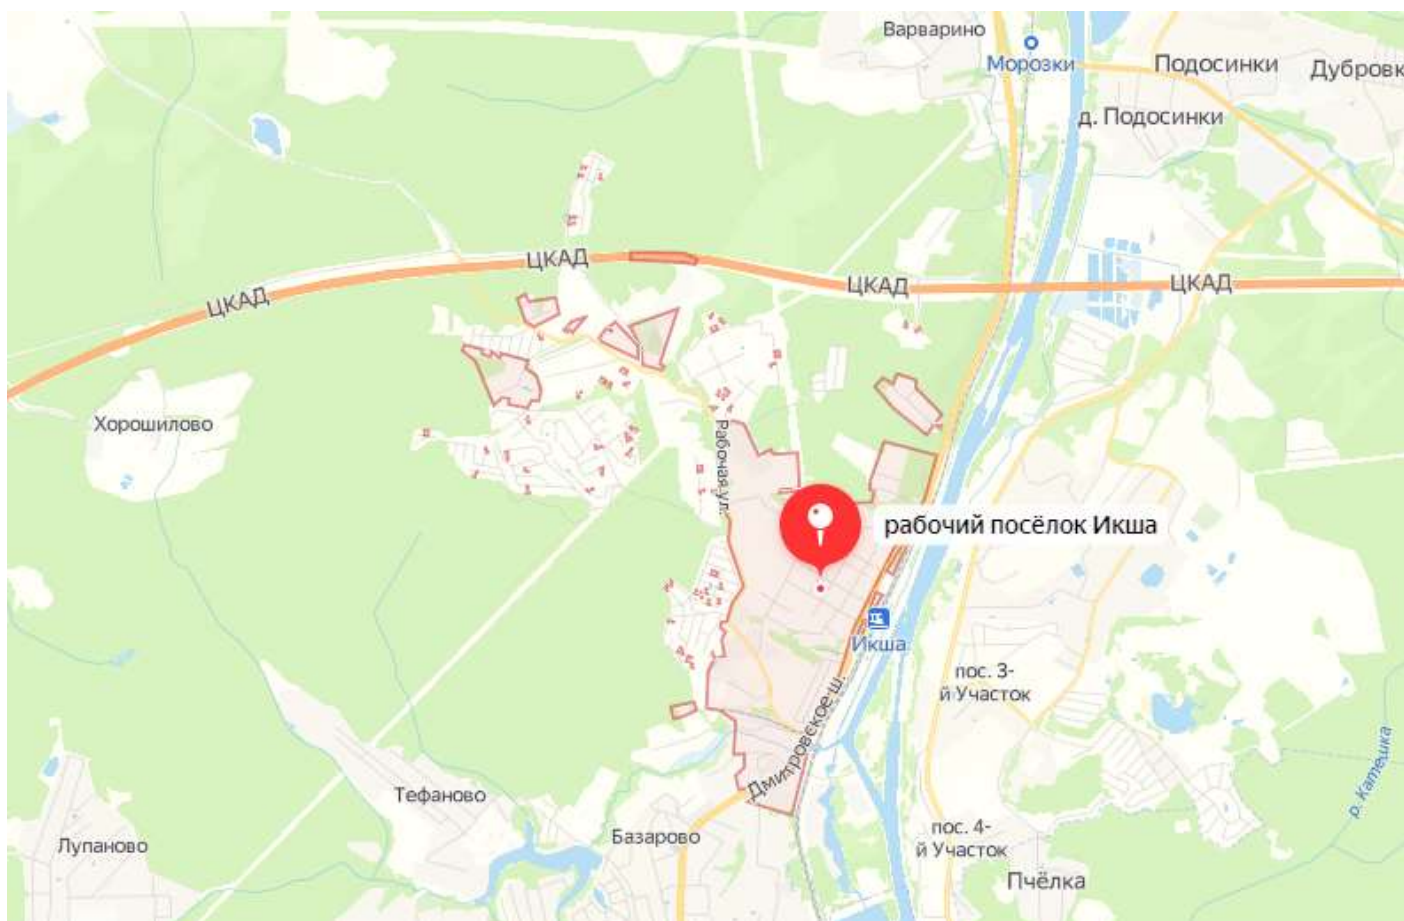 Варварино
Морозки
Подосинки
Дубровк
д. Подосинки
ЦКАД
ЦКАД
ЦКАД
ЦКАД
Хорошилово
Рабочая ул.
рабочий посёлок Икша
Икша
пос. 3-
й Участок
Дмитровское ш.
р. Катешка
Тефаново
Базарово
Лупаново
пос. 4-
й Участок
Пчёлка